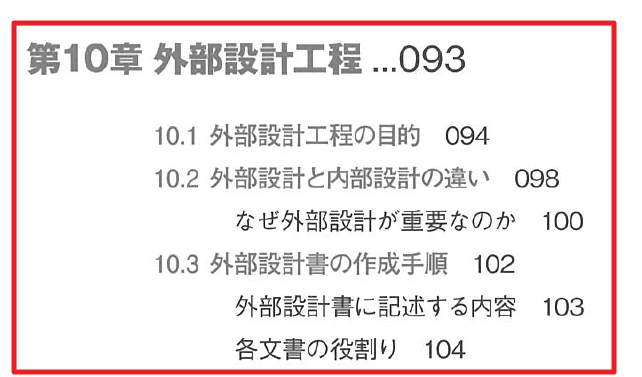 第10章 外部設計工程 ...093
10.1 外部設計工程の目的 094
10.2 外部設計と内部設計の違い 098
なぜ外部設計が重要なのか 100
10.3 外部設計書の作成手順 102
外部設計書に記述する内容 103
各文書の役割り 104